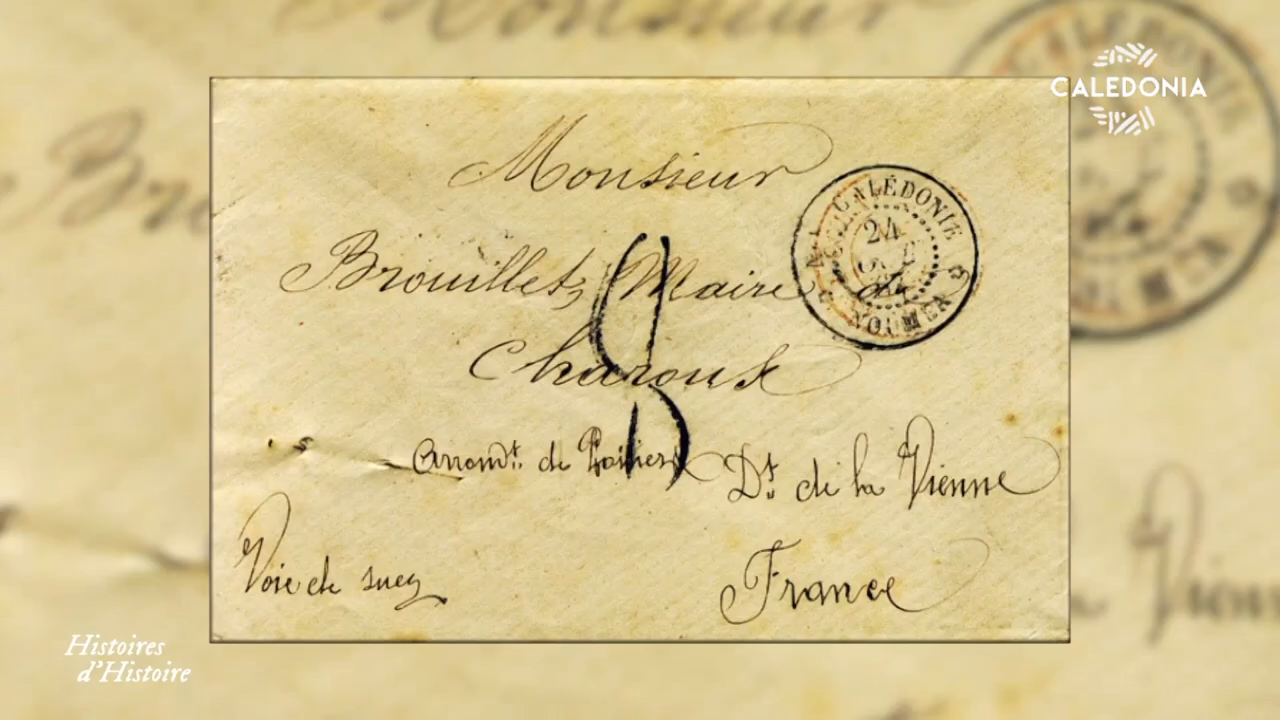 CALEDONIA
Monsieur
Brouillet, Maire de
Charoux
Arromdt. de Poitiers Dt. de la Vienne
Voie de suez
France
CALÉDONIE
24
NOUMEA
8
Histoires
d'Histoire